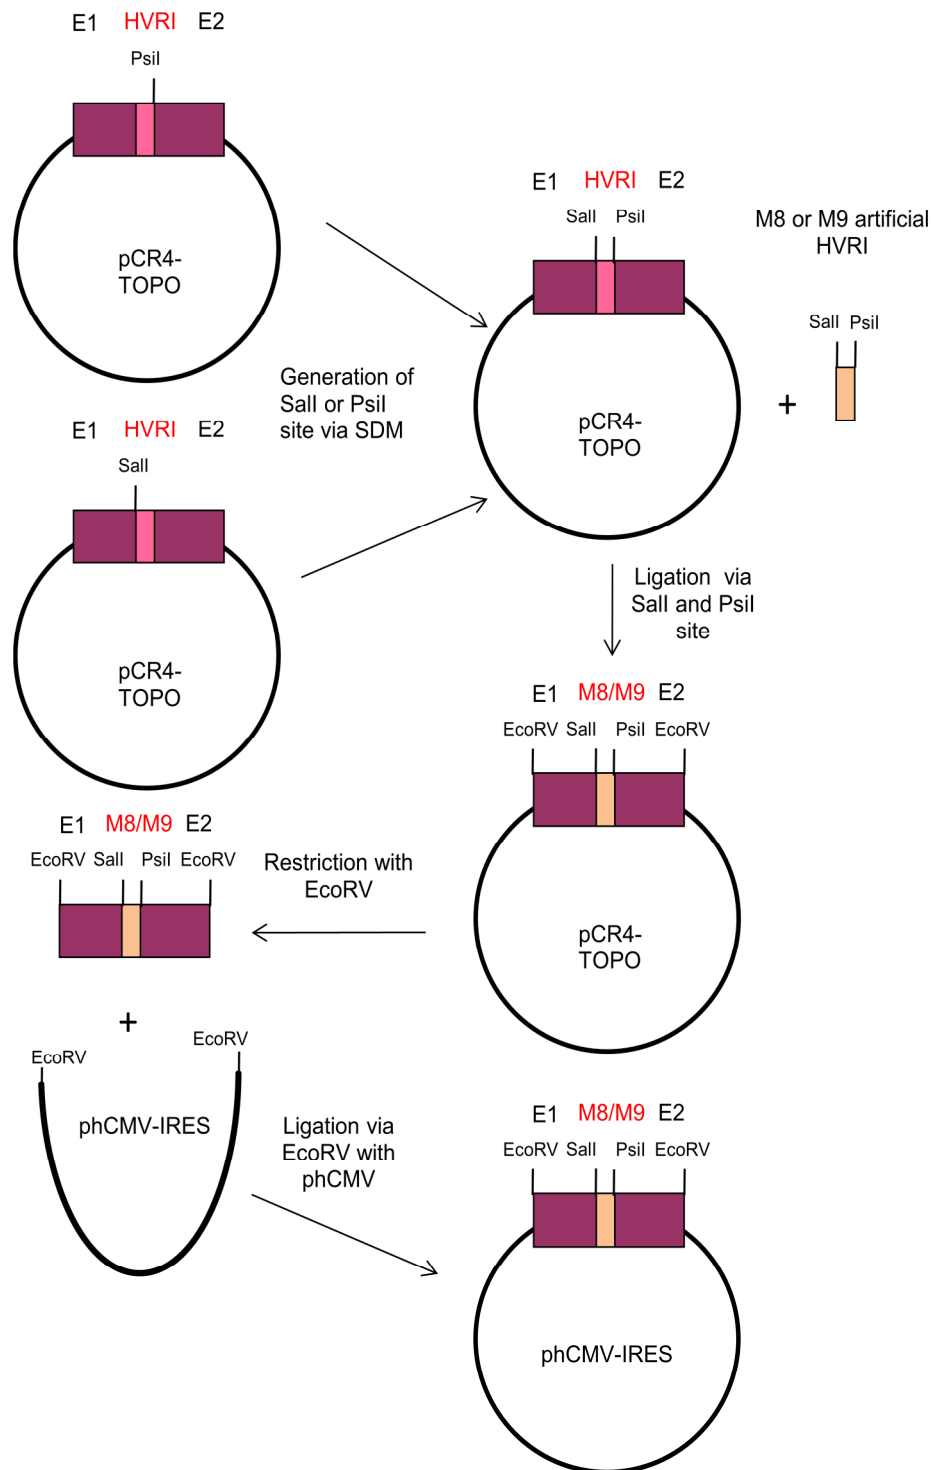 E1 HVRI E2
PsiI
pCR4-
TOPO
E1 HVRI E2
SalI PsiI
pCR4-
TOPO
M8 or M9 artificial
HVRI
SalI PsiI
+
Generation of
SalI or PsiI
site via SDM
E1 HVRI E2
SalI
pCR4-
TOPO
Ligation via
SalI and PsiI
site
E1 M8/M9 E2
EcoRV SalI PsiI EcoRV
pCR4-
TOPO
Restriction with
EcoRV
E1 M8/M9 E2
EcoRV SalI PsiI EcoRV
+
EcoRV
EcoRV
phCMV-IRES
Ligation via
EcoRV with
phCMV
E1 M8/M9 E2
EcoRV SalI PsiI EcoRV
phCMV-IRES